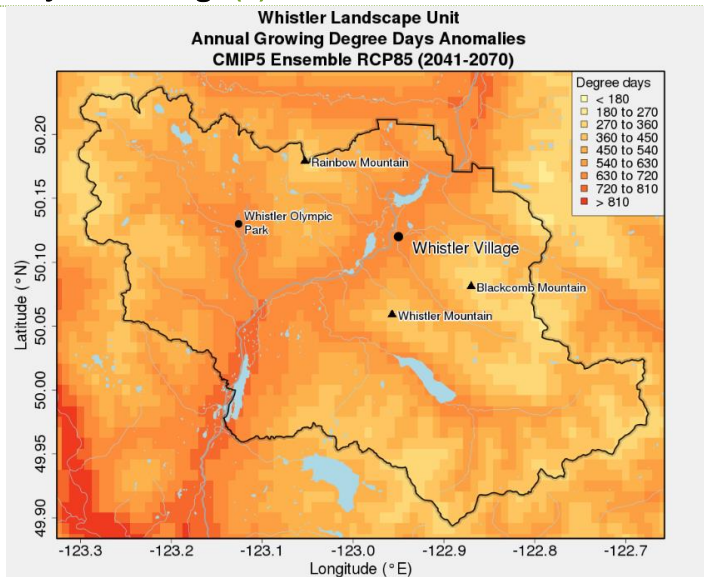 Whistler Landscape Unit
Annual Growing Degree Days Anomalies
CMIP5 Ensemble RCP85 (2041-2070)
Degree days
< 180
180 to 270
270 to 360
360 to 450
450 to 540
540 to 630
630 to 720
720 to 810
> 810
Rainbow Mountain
Whistler Olympic
Park
Whistler Village
Blackcomb Mountain
Whistler Mountain
Latitude (°N)
50.20
50.15
50.10
50.05
50.00
49.95
49.90
-123.3
-123.2
-123.1
-123.0
-122.9
-122.8
-122.7
Longitude (°E)